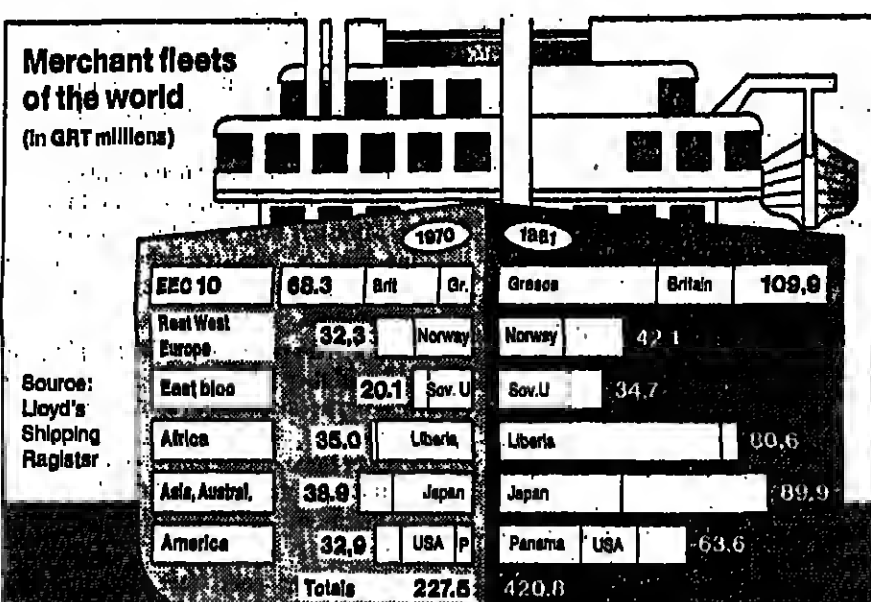 Merchant fleets
of the world
(in GRT millions)
1970 1981
EEC 10 68.3 Brit Gr. Greece Britain 109,9
Rest West
Europe 32,3 Norway Norway 42.1
East bloc 20.1 Sov. U Sov.U 34,7
Africa 35.0 Liberia Liberia 80,6
Asia, Austral. 38.9 Japan Japan 89,9
America 32,9 USA P Panama USA 63.6
Totals 227.5 420.8
Source:
Lloyd's
Shipping
Register